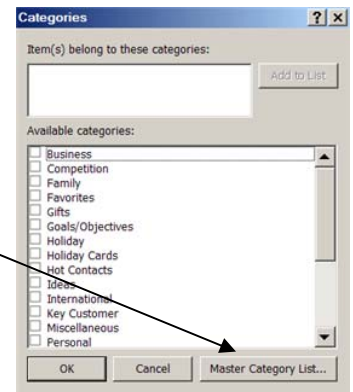 Categories
Item(s) belong to these categories:
Add to List
Available categories:
Business
Competition
Family
Favorites
Gifts
Goals/Objectives
Holiday
Holiday Cards
Hot Contacts
Ideas
International
Key Customer
Miscellaneous
Personal
OK Cancel Master Category List...